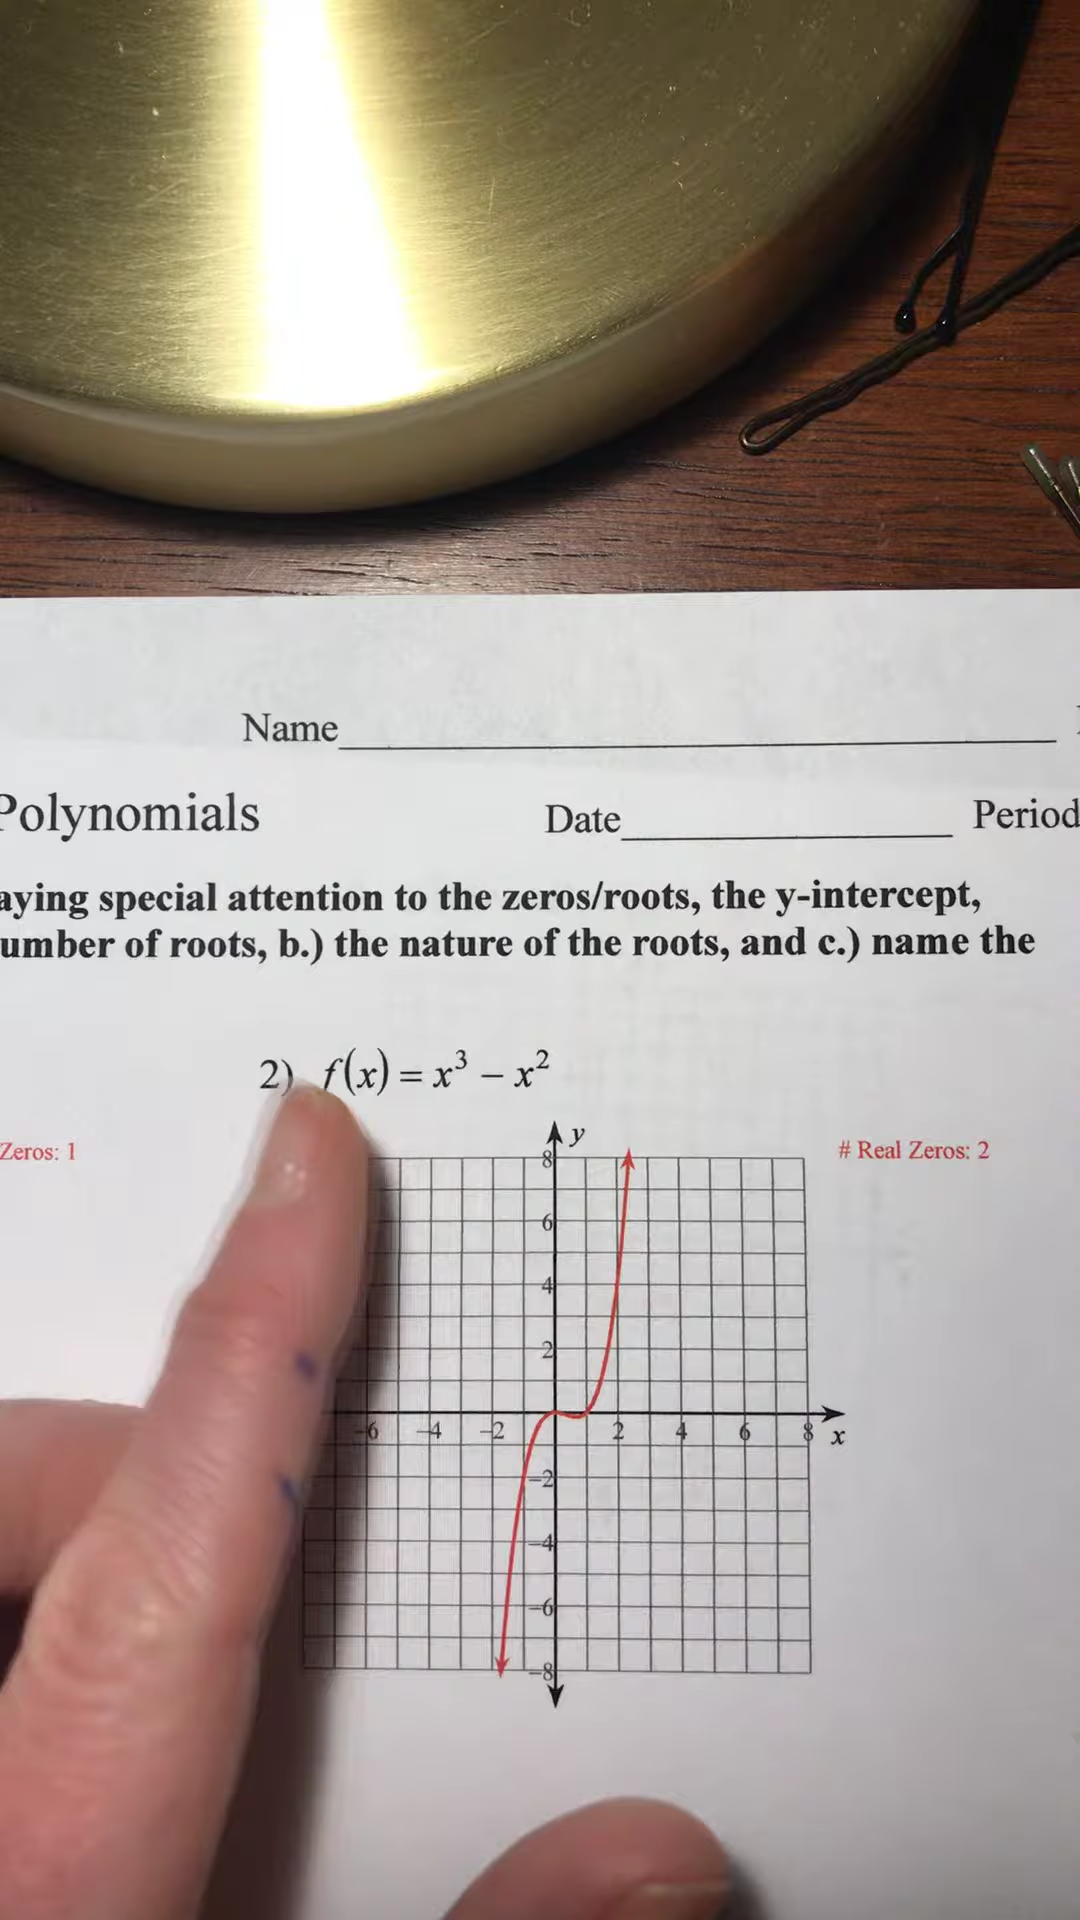 Name
Polynomials Date Period
aying special attention to the zeros/roots, the y-intercept,
umber of roots, b.) the nature of the roots, and c.) name the
2) f(x) = x³ − x²
Zeros: 1
# Real Zeros: 2
y
8
6
4
2
-6 -4 -2 2 4 6 8 x
-2
-4
-6
-8